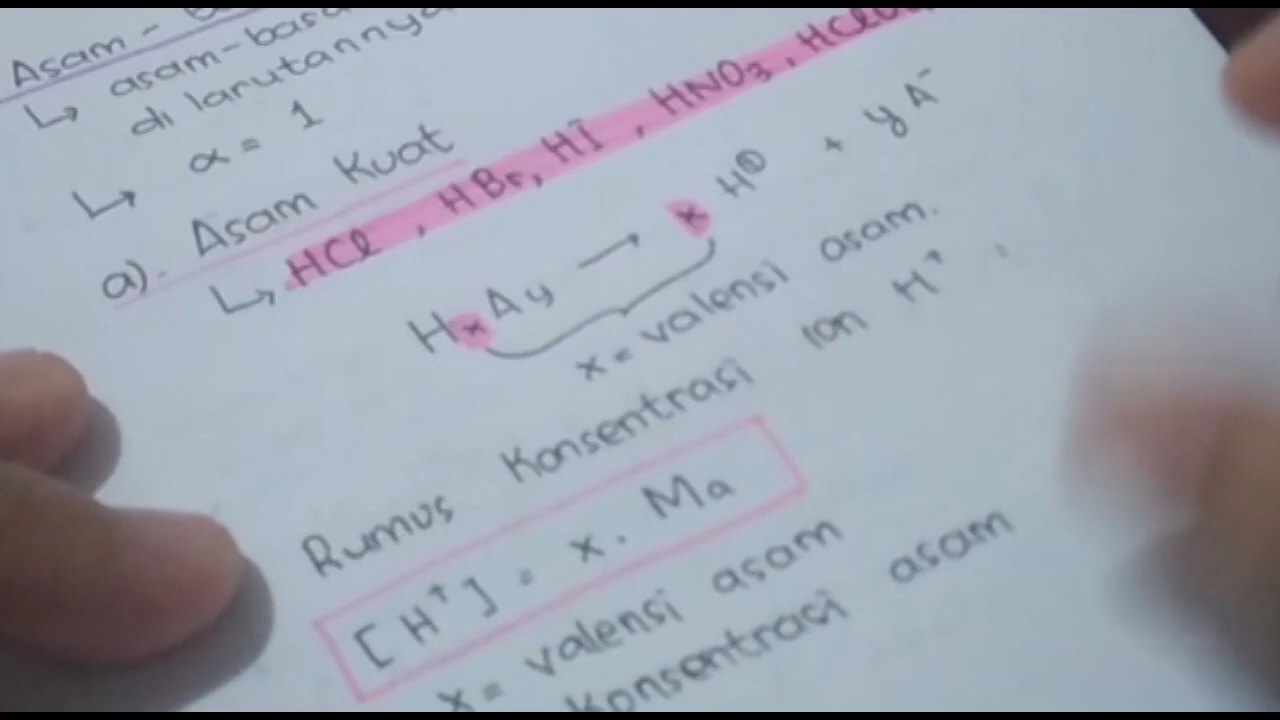 Asam -
↳ asam-basa
di larutannya
↳ α = 1
a). Asam Kuat
↳ HCl, HBr, HI, HNO₃,
HₓAy → x H⊕ + y A⁻
x = valensi asam.
Rumus Konsentrasi Ion H⁺
[H⁺] = x . Ma
x = valensi asam
Konsentrasi asam